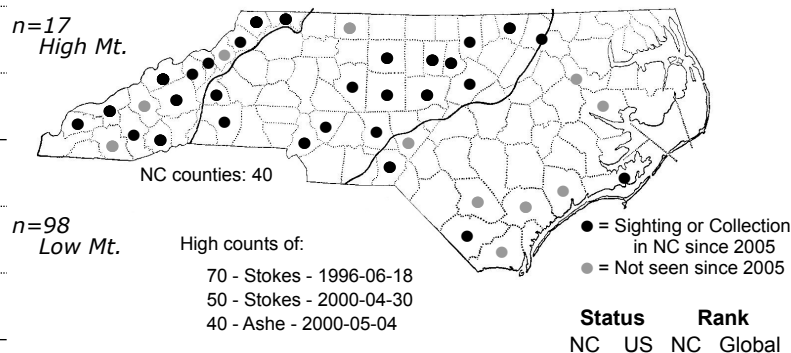 n=17
High Mt.
NC counties: 40
n=98
Low Mt.
High counts of:
70 - Stokes - 1996-06-18
50 - Stokes - 2000-04-30
40 - Ashe - 2000-05-04
= Sighting or Collection
in NC since 2005
= Not seen since 2005
Status Rank
NC US NC Global